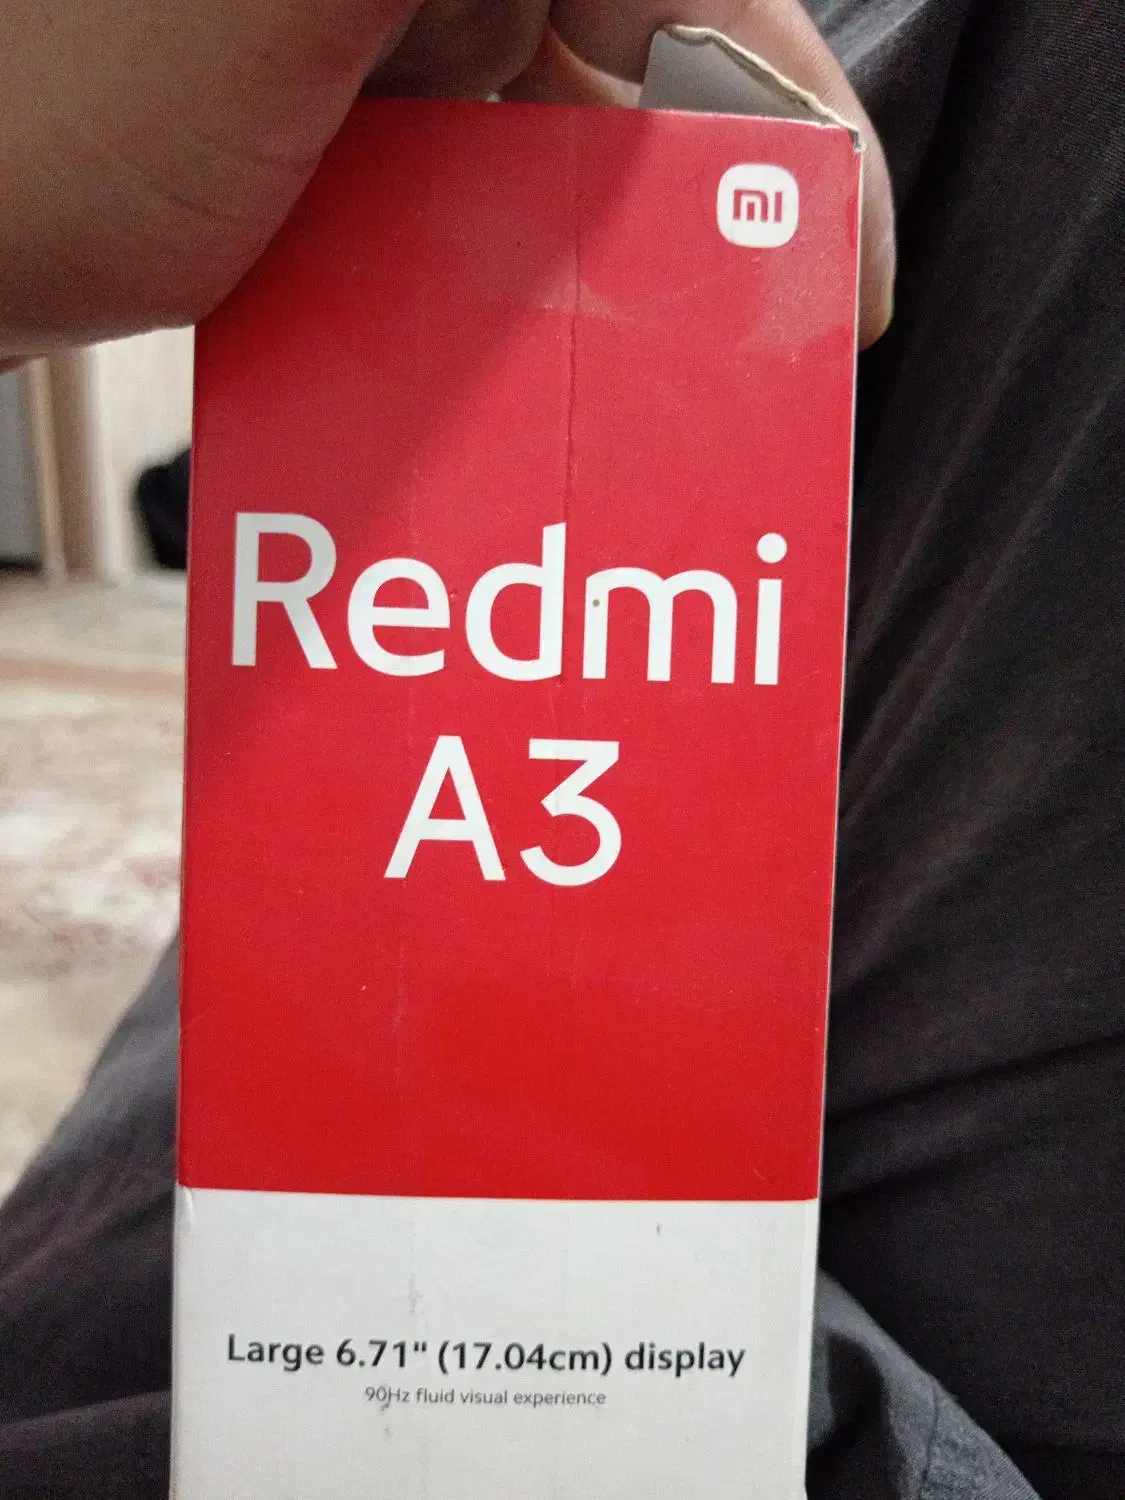 mi
Redmi
A3
Large 6.71" (17.04cm) display
90Hz fluid visual experience